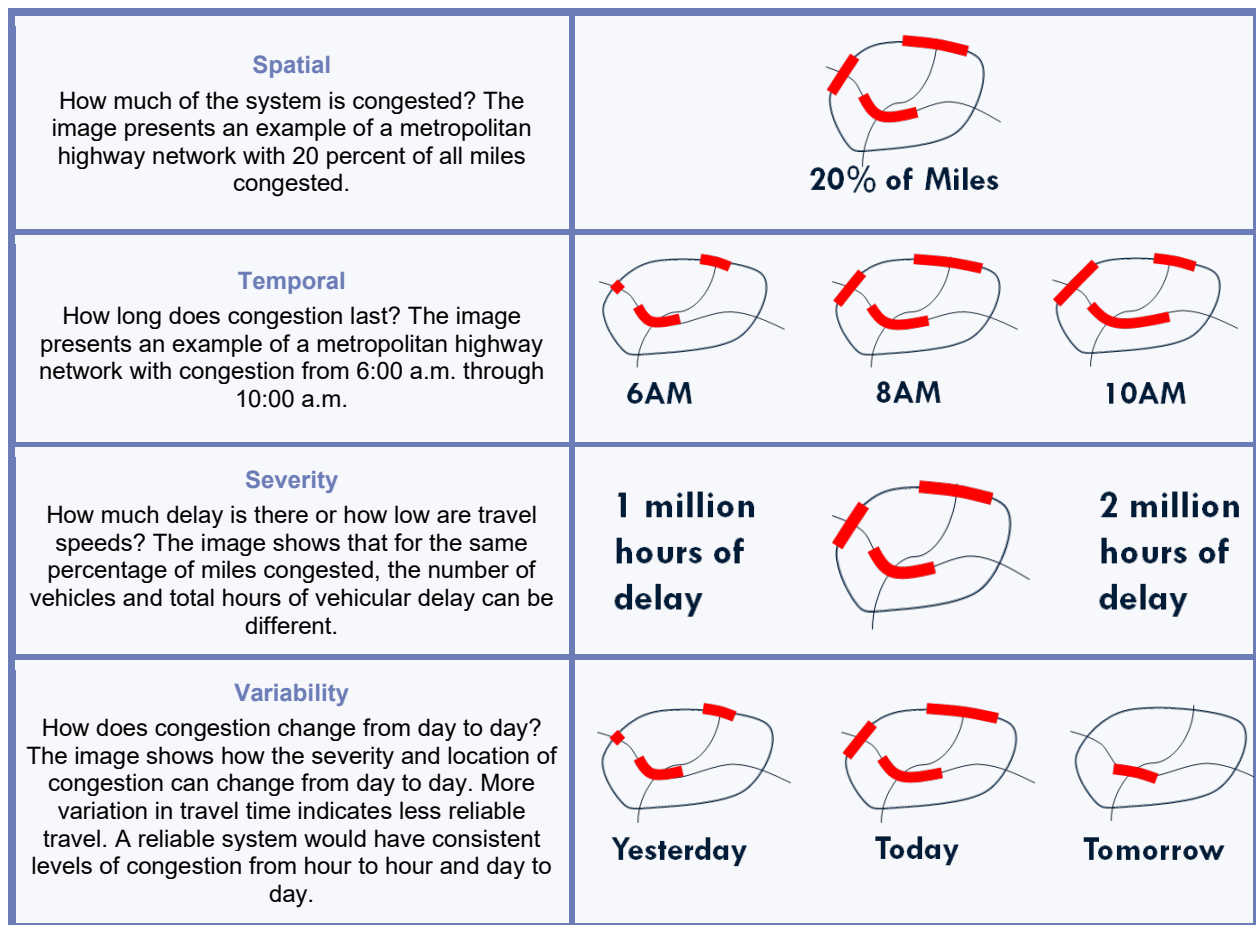 Spatial
How much of the system is congested? The
image presents an example of a metropolitan
highway network with 20 percent of all miles
congested.
20% of Miles
Temporal
How long does congestion last? The image
presents an example of a metropolitan highway
network with congestion from 6:00 a.m. through
10:00 a.m.
6AM
8AM
10AM
Severity
How much delay is there or how low are travel
speeds? The image shows that for the same
percentage of miles congested, the number of
vehicles and total hours of vehicular delay can be
different.
1 million
hours of
delay
2 million
hours of
delay
Variability
How does congestion change from day to day?
The image shows how the severity and location of
congestion can change from day to day. More
variation in travel time indicates less reliable
travel. A reliable system would have consistent
levels of congestion from hour to hour and day to
day.
Yesterday
Today
Tomorrow